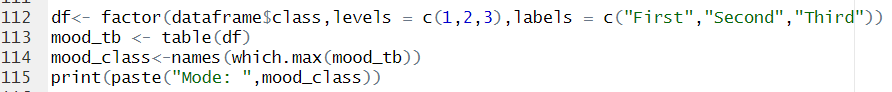 112 df<- factor(dataframe$class,levels = c(1,2,3),labels = c("First","Second","Third"))
113 mood_tb <- table(df)
114 mood_class<-names(which.max(mood_tb))
115 print(paste("Mode: ",mood_class))